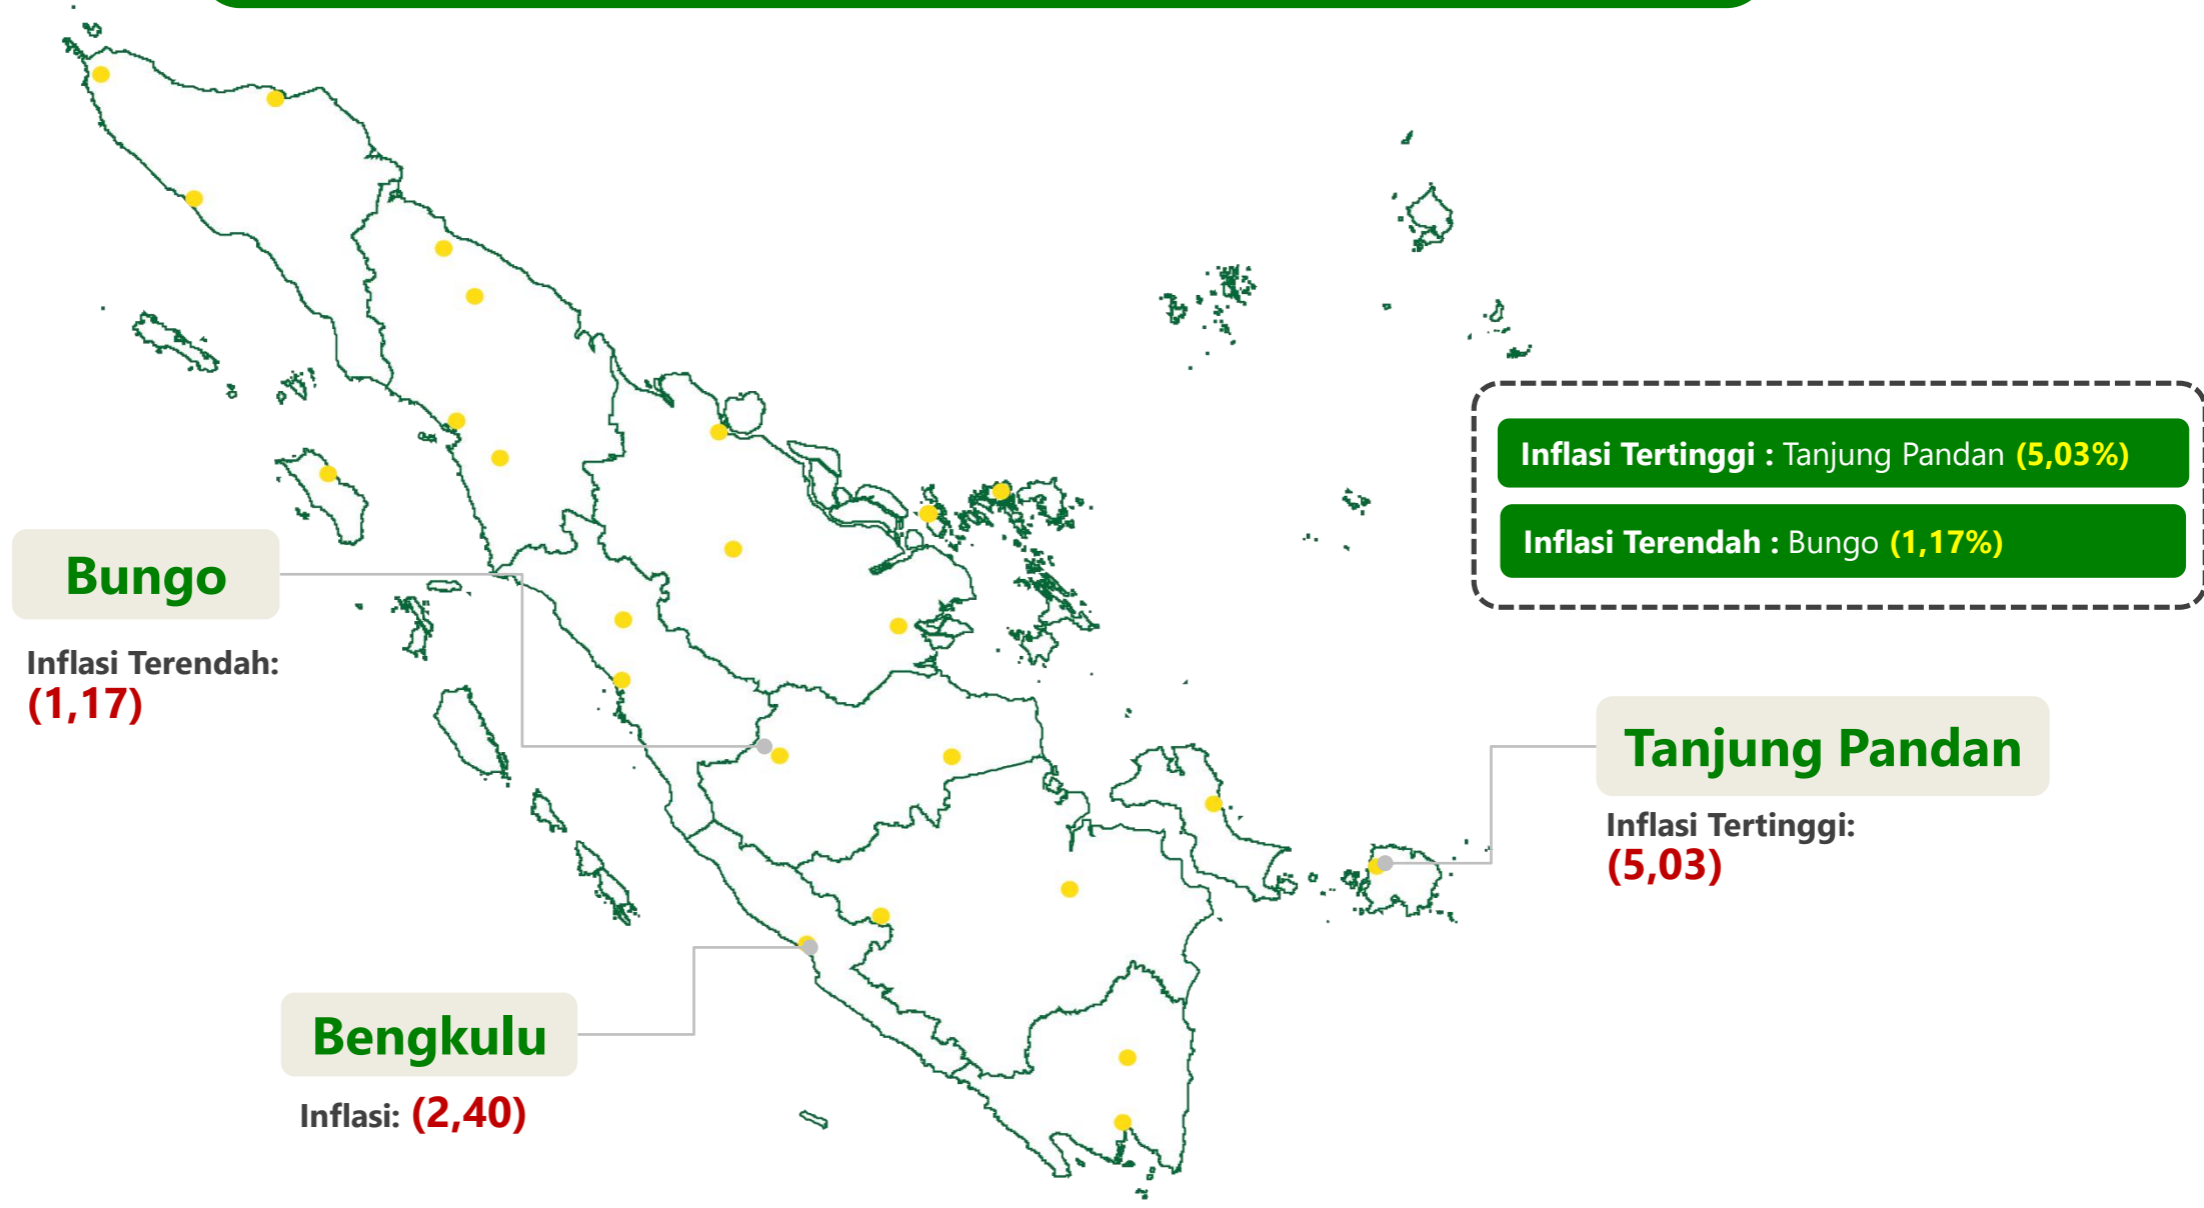 Inflasi Tertinggi : Tanjung Pandan (5,03%)
Inflasi Terendah : Bungo (1,17%)
Bungo
Inflasi Terendah:
(1,17)
Tanjung Pandan
Inflasi Tertinggi:
(5,03)
Bengkulu
Inflasi: (2,40)